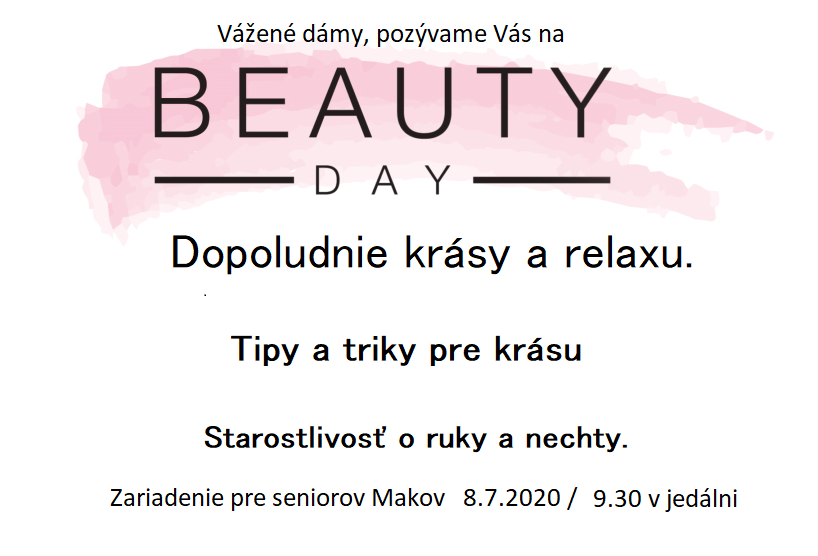 Vážené dámy, pozývame Vás na
BEAUTY
DAY
Dopoludnie krásy a relaxu.
.
Tipy a triky pre krásu
Starostlivosť o ruky a nechty.
Zariadenie pre seniorov Makov 8.7.2020 / 9.30 v jedálni